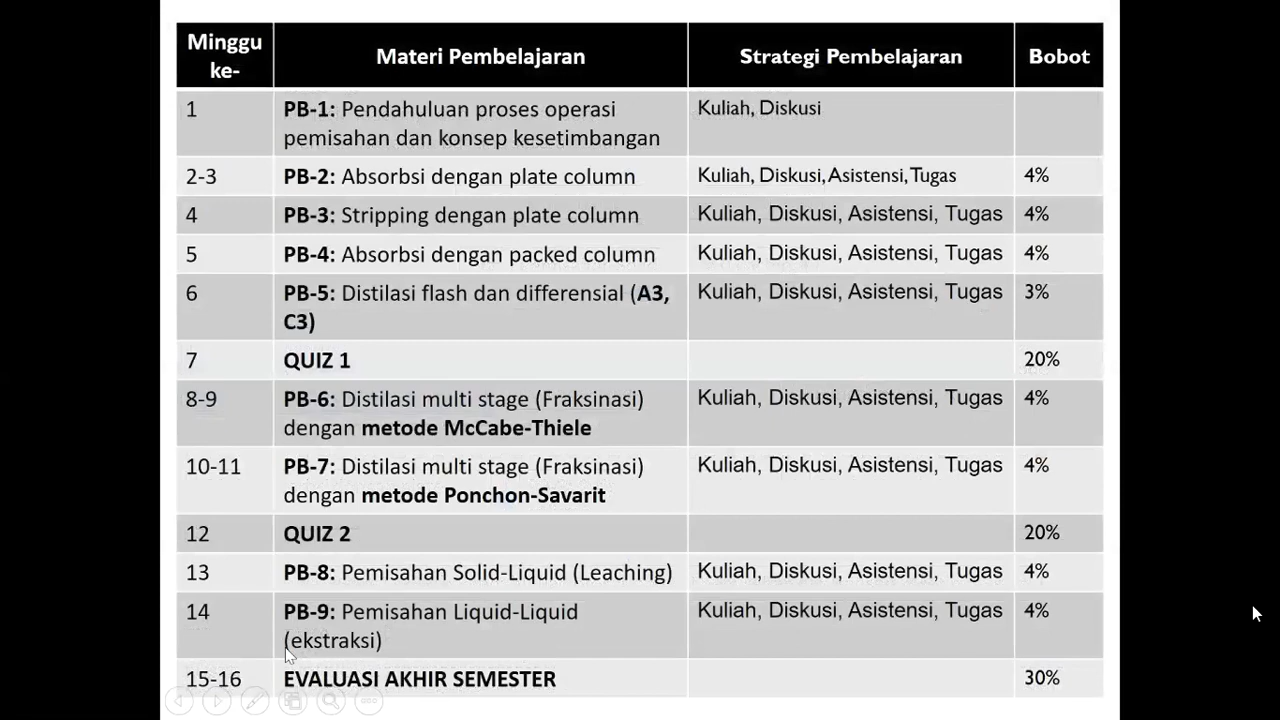 Minggu ke- Materi Pembelajaran Strategi Pembelajaran Bobot
1 PB-1: Pendahuluan proses operasi Kuliah, Diskusi
pemisahan dan konsep kesetimbangan
2-3 PB-2: Absorbsi dengan plate column Kuliah, Diskusi, Asistensi, Tugas 4%
4 PB-3: Stripping dengan plate column Kuliah, Diskusi, Asistensi, Tugas 4%
5 PB-4: Absorbsi dengan packed column Kuliah, Diskusi, Asistensi, Tugas 4%
6 PB-5: Distilasi flash dan differensial (A3, Kuliah, Diskusi, Asistensi, Tugas 3%
C3)
7 QUIZ 1 20%
8-9 PB-6: Distilasi multi stage (Fraksinasi) Kuliah, Diskusi, Asistensi, Tugas 4%
dengan metode McCabe-Thiele
10-11 PB-7: Distilasi multi stage (Fraksinasi) Kuliah, Diskusi, Asistensi, Tugas 4%
dengan metode Ponchon-Savarit
12 QUIZ 2 20%
13 PB-8: Pemisahan Solid-Liquid (Leaching) Kuliah, Diskusi, Asistensi, Tugas 4%
14 PB-9: Pemisahan Liquid-Liquid Kuliah, Diskusi, Asistensi, Tugas 4%
(ekstraksi)
15-16 EVALUASI AKHIR SEMESTER 30%